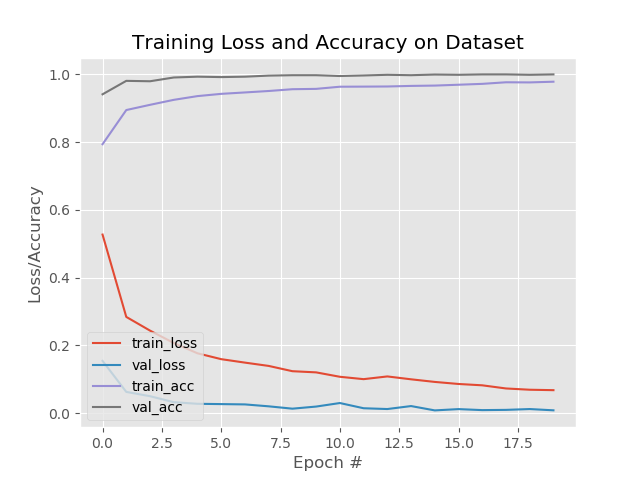 Training Loss and Accuracy on Dataset
1.0
0.8
0.6
0.4
0.2
0.0
Loss/Accuracy
train_loss
val_loss
train_acc
val_acc
0.0 2.5 5.0 7.5 10.0 12.5 15.0 17.5
Epoch #